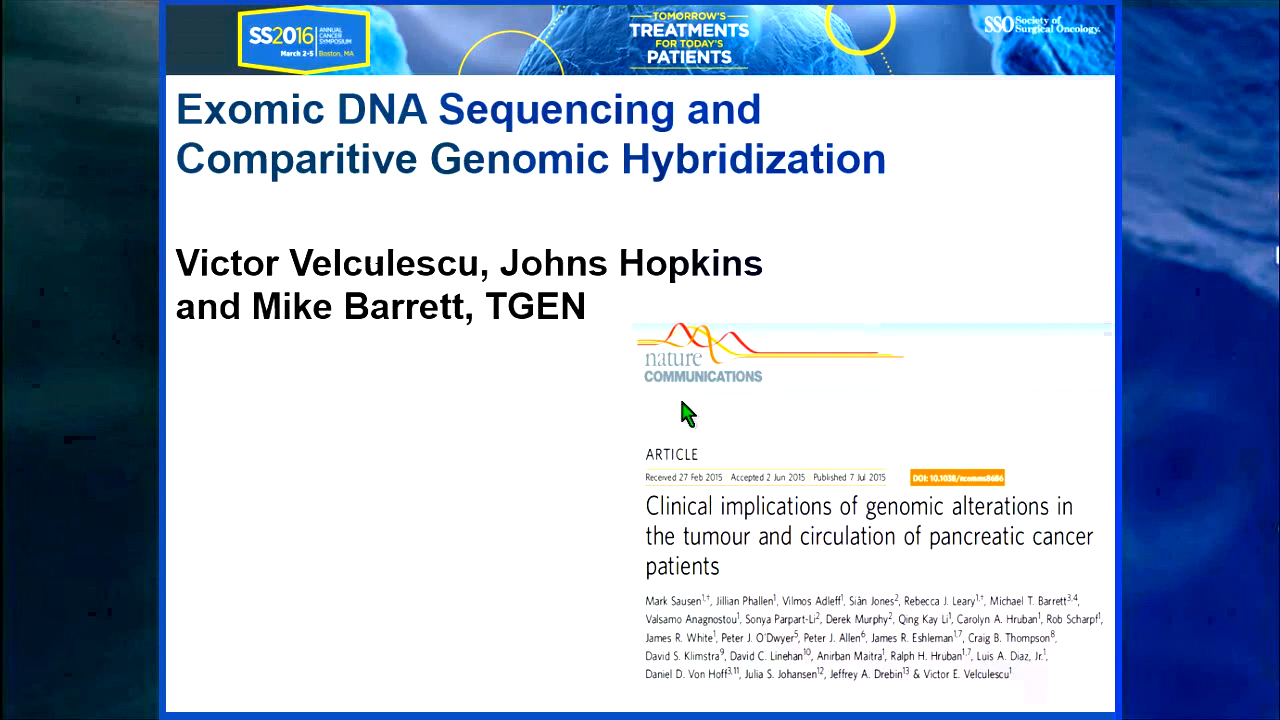 SS2016 ANNUAL CANCER SYMPOSIUM
March 2-5 | Boston, MA
TOMORROW'S
TREATMENTS
FOR TODAY'S
PATIENTS
SSO Society of Surgical Oncology.
Exomic DNA Sequencing and
Comparitive Genomic Hybridization
Victor Velculescu, Johns Hopkins
and Mike Barrett, TGEN
nature
COMMUNICATIONS
ARTICLE
Received 27 Feb 2015 Accepted 2 Jun 2015 Published 7 Jul 2015 DOI: 10.1038/ncomms8686
Clinical implications of genomic alterations in
the tumour and circulation of pancreatic cancer
patients
Mark Sausen1,†, Jillian Phallen1, Vilmos Adleff1, Siân Jones2, Rebecca J. Leary1,†, Michael T. Barrett3,4,
Valsamo Anagnostou1, Sonya Parpart-Li2, Derek Murphy2, Qing Kay Li1, Carolyn A. Hruban1, Rob Scharpf1,
James R. White1, Peter J. O'Dwyer5, Peter J. Allen6, James R. Eshleman1,7, Craig B. Thompson8,
David S. Klimstra9, David C. Linehan10, Anirban Maitra1, Ralph H. Hruban1,7, Luis A. Diaz, Jr.1,
Daniel D. Von Hoff3,11, Julia S. Johansen12, Jeffrey A. Drebin13 & Victor E. Velculescu1